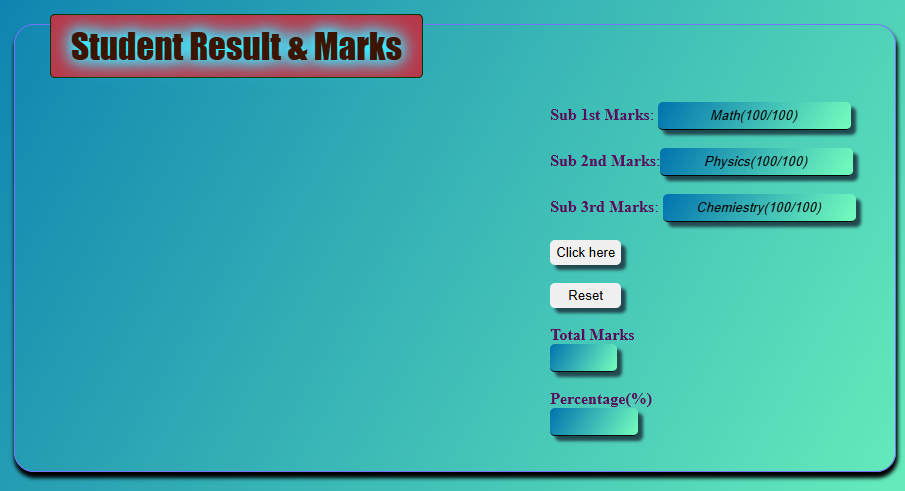 Student Result & Marks
Sub 1st Marks: Math(100/100)
Sub 2nd Marks: Physics(100/100)
Sub 3rd Marks: Chemiestry(100/100)
Click here
Reset
Total Marks
Percentage(%)